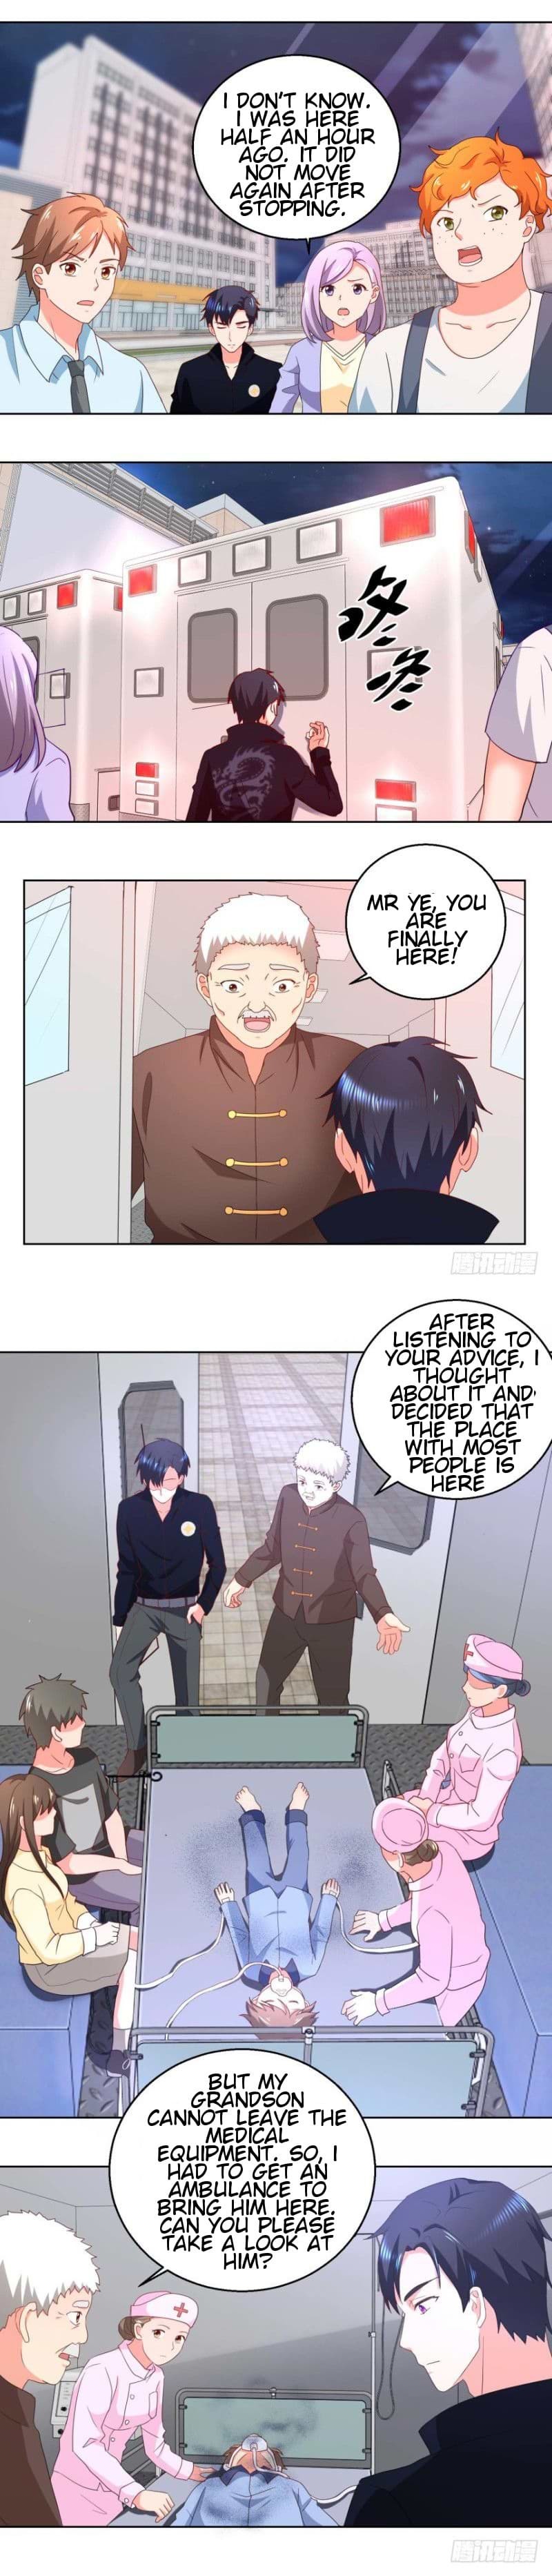 I DON'T KNOW.
I WAS HERE
HALF AN HOUR
AGO. IT DID
NOT MOVE
AGAIN AFTER
STOPPING.
咚
咚
MR YE, YOU
ARE
FINALLY
HERE!
腾讯动漫
AFTER
LISTENING TO
YOUR ADVICE, I
THOUGHT
ABOUT IT AND
DECIDED THAT
THE PLACE
WITH MOST
PEOPLE IS
HERE
BUT MY
GRANDSON
CANNOT LEAVE THE
MEDICAL
EQUIPMENT. SO, I
HAD TO GET AN
AMBULANCE TO
BRING HIM HERE.
CAN YOU PLEASE
TAKE A LOOK AT
HIM?
腾讯动漫